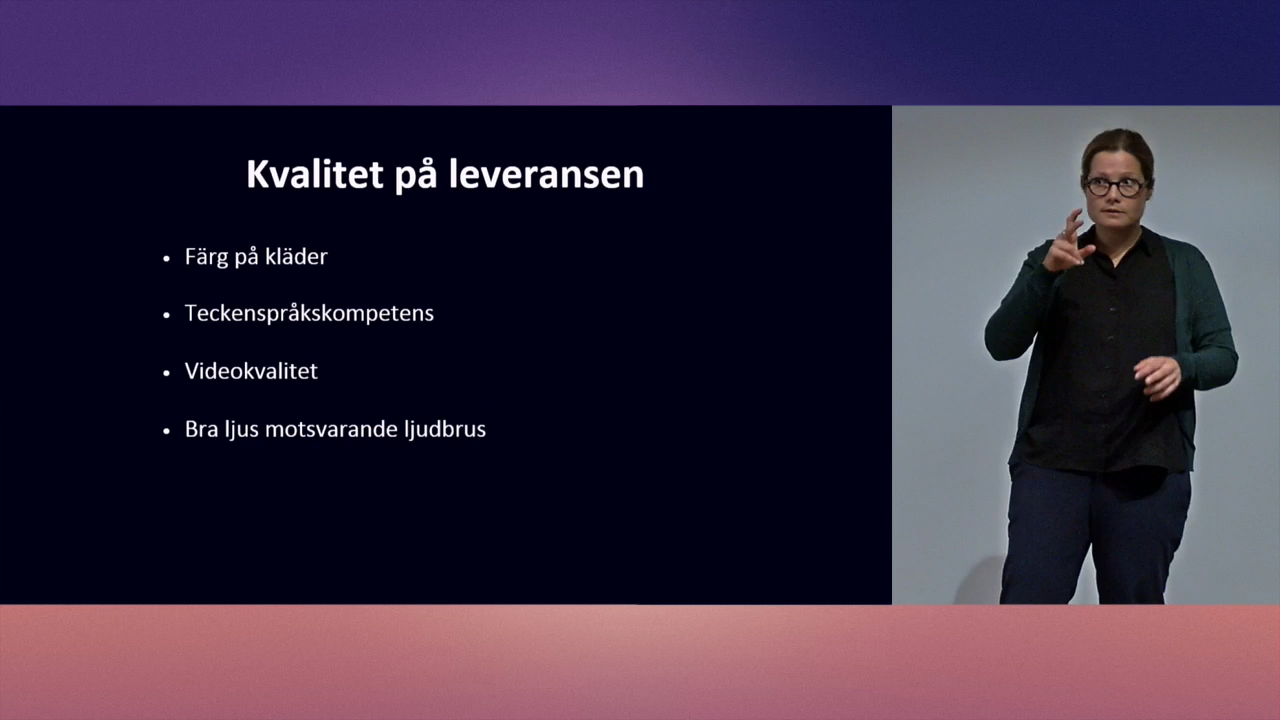 Kvalitet på leveransen
• Färg på kläder
• Teckenspråkskompetens
• Videokvalitet
• Bra ljus motsvarande ljudbrus